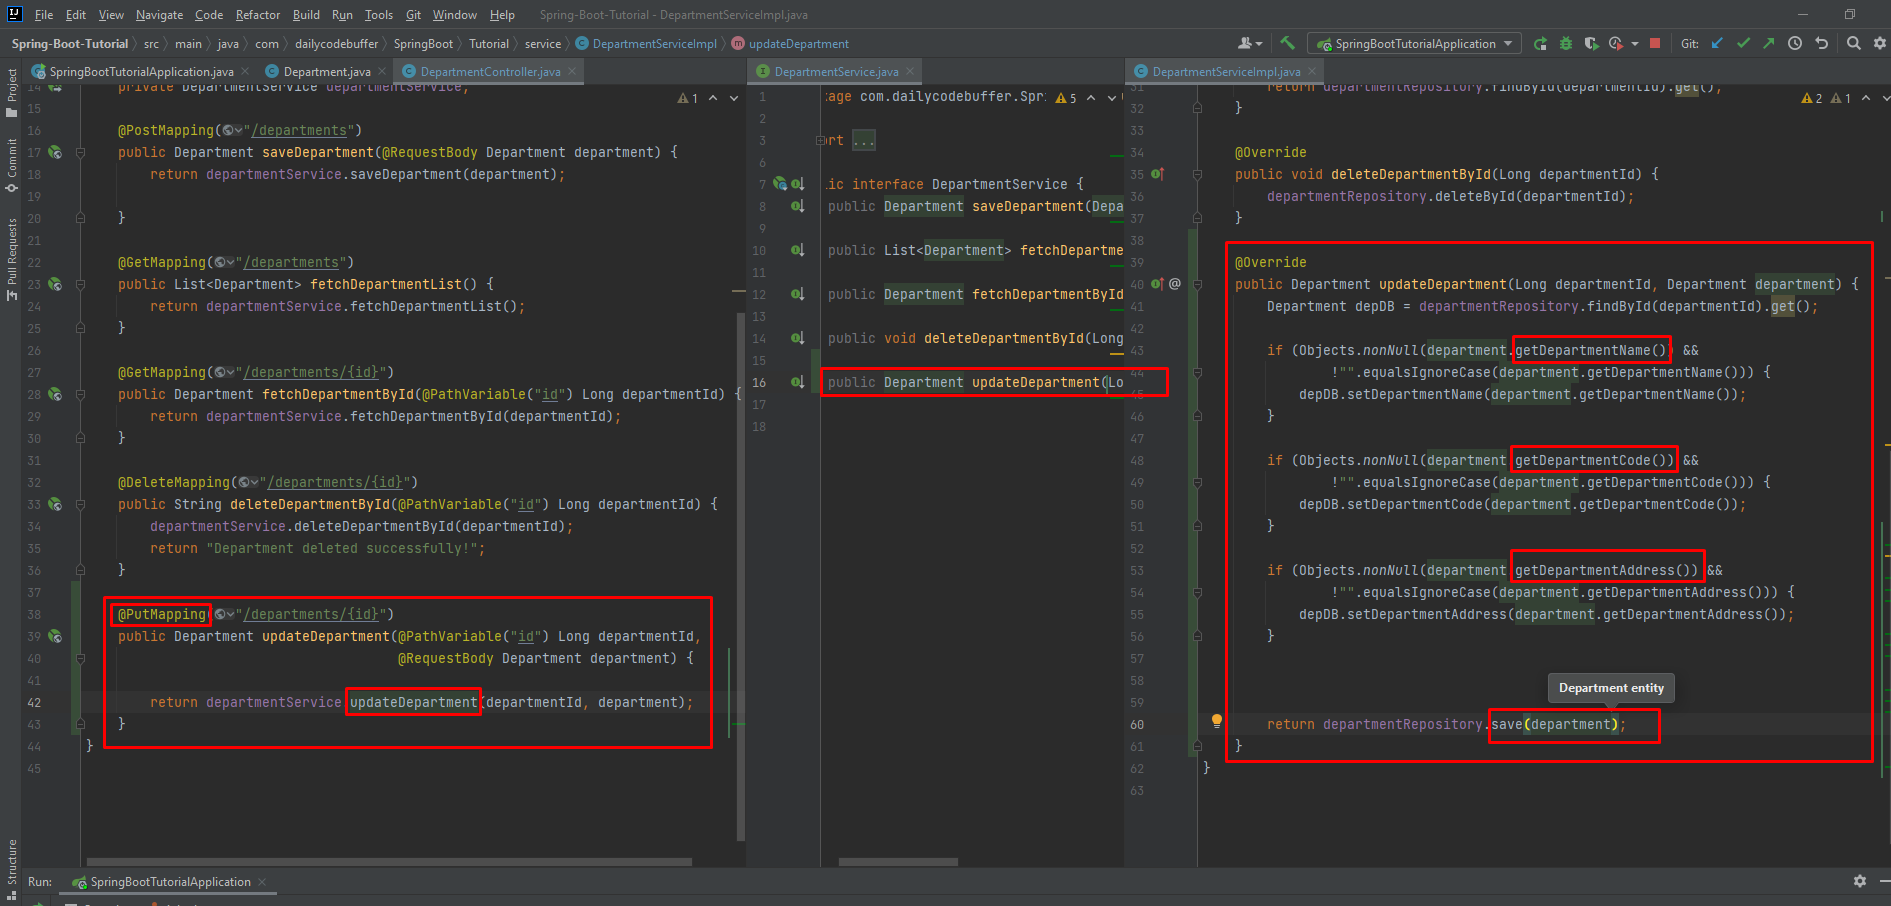 File Edit View Navigate Code Refactor Build Run Tools Git Window Help Spring-Boot-Tutorial - DepartmentServiceImpl.java
Spring-Boot-Tutorial src main java com dailycodebuffer SpringBoot Tutorial service DepartmentServiceImpl updateDepartment SpringBootTutorialApplication Git:
Project
Commit
Pull Requests
Structure
SpringBootTutorialApplication.java Department.java DepartmentController.java
1
14 private DepartmentService departmentService;
15
16 @PostMapping("/departments")
17 public Department saveDepartment(@RequestBody Department department) {
18 return departmentService.saveDepartment(department);
19
20 }
21
22 @GetMapping("/departments")
23 public List<Department> fetchDepartmentList() {
24 return departmentService.fetchDepartmentList();
25 }
26
27 @GetMapping("/departments/{id}")
28 public Department fetchDepartmentById(@PathVariable("id") Long departmentId) {
29 return departmentService.fetchDepartmentById(departmentId);
30 }
31
32 @DeleteMapping("/departments/{id}")
33 public String deleteDepartmentById(@PathVariable("id") Long departmentId) {
34 departmentService.deleteDepartmentById(departmentId);
35 return "Department deleted successfully!";
36 }
37
38 @PutMapping("/departments/{id}")
39 public Department updateDepartment(@PathVariable("id") Long departmentId,
40 @RequestBody Department department) {
41
42 return departmentService.updateDepartment(departmentId, department);
43 }
44 }
45
DepartmentService.java
5
1 age com.dailycodebuffer.Spr
2
3 rt ...
6
7 ic interface DepartmentService {
8 public Department saveDepartment(Depa
9
10 public List<Department> fetchDepartme
11
12 public Department fetchDepartmentById
13
14 public void deleteDepartmentById(Long
15
16 public Department updateDepartment(Lo
17
18
DepartmentServiceImpl.java
2 1
31 return departmentRepository.findById(departmentId).get();
32 }
33
34 @Override
35 public void deleteDepartmentById(Long departmentId) {
36 departmentRepository.deleteById(departmentId);
37 }
38
39 @Override
40 @ public Department updateDepartment(Long departmentId, Department department) {
41 Department depDB = departmentRepository.findById(departmentId).get();
42
43 if (Objects.nonNull(department.getDepartmentName()) &&
44 !"".equalsIgnoreCase(department.getDepartmentName())) {
45 depDB.setDepartmentName(department.getDepartmentName());
46 }
47
48 if (Objects.nonNull(department.getDepartmentCode()) &&
49 !"".equalsIgnoreCase(department.getDepartmentCode())) {
50 depDB.setDepartmentCode(department.getDepartmentCode());
51 }
52
53 if (Objects.nonNull(department.getDepartmentAddress()) &&
54 !"".equalsIgnoreCase(department.getDepartmentAddress())) {
55 depDB.setDepartmentAddress(department.getDepartmentAddress());
56 }
57
58
59
Department entity
60 return departmentRepository.save(department);
61 }
62 }
63
Run: SpringBootTutorialApplication